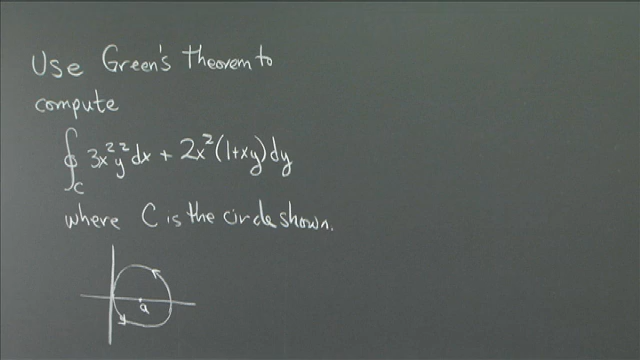 Use Green's Theorem to
compute
∮_C 3x²y² dx + 2x²(1+xy) dy
where C is the circle shown.
a